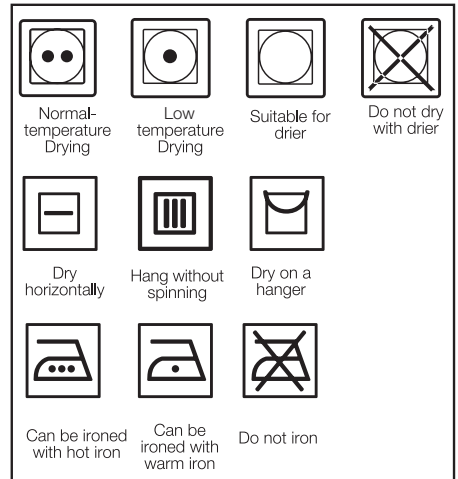 Normal-
temperature
Drying
Low
temperature
Drying
Suitable for
drier
Do not dry
with drier
Dry
horizontally
Hang without
spinning
Dry on a
hanger
Can be ironed
with hot iron
Can be
ironed with
warm iron
Do not iron